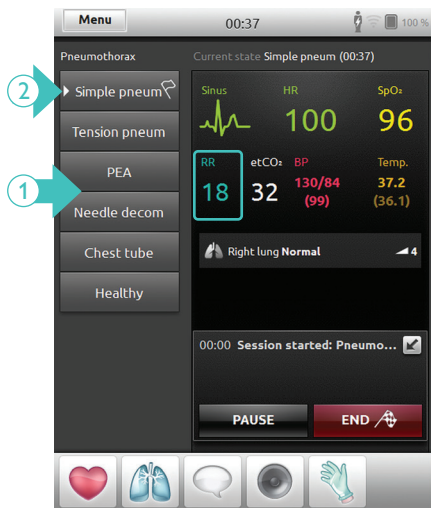 Menu
00:37
100 %
Pneumothorax
Current state Simple pneum (00:37)
2
Simple pneum
Tension pneum
1
PEA
Needle decom
Chest tube
Healthy
Sinus
HR
100
SpO₂
96
RR
18
etCO₂
32
BP
130/84
(99)
Temp.
37.2
(36.1)
Right lung Normal
4
00:00 Session started: Pneumo...
PAUSE
END